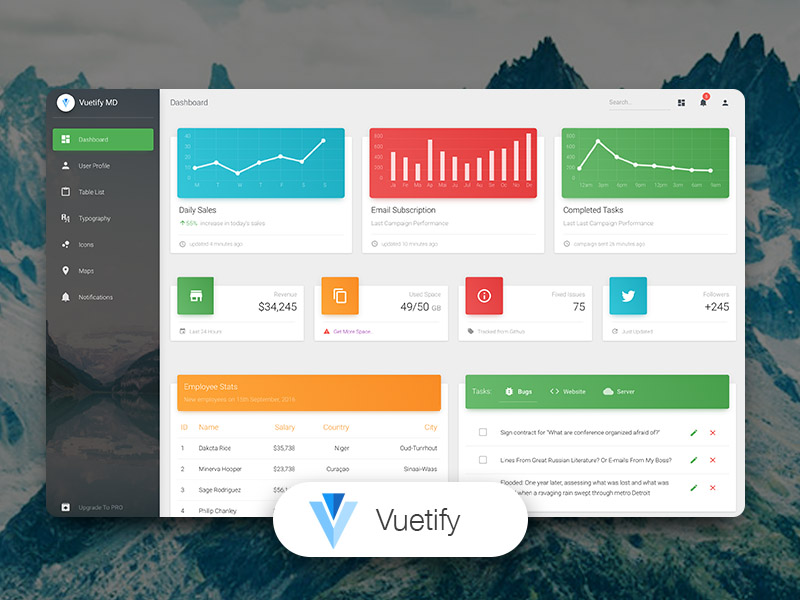 Vuetify MD
Dashboard
User Profile
Table List
Typography
Icons
Maps
Notifications
Upgrade To PRO
Dashboard
Search...
40
30
20
10
0
M T W T F S S
Daily Sales
55% increase in today's sales
updated 4 minutes ago
800
600
400
200
0
Ja Fe Ma Ap Mai Ju Jul Au Se Oc No De
Email Subscription
Last Campaign Performance
updated 10 minutes ago
800
600
400
200
0
12am 3pm 6pm 9pm 12pm 3am 6am 9am
Completed Tasks
Last Last Campaign Performance
campaign sent 26 minutes ago
Revenue
$34,245
Last 24 Hours
Used Space
49/50 GB
Get More Space...
Fixed Issues
75
Tracked from Github
Followers
+245
Just Updated
Employee Stats
New employees on 15th September, 2016
ID Name Salary Country City
1 Dakota Rice $35,738 Niger Oud-Turnhout
2 Minerva Hooper $23,738 Curaçao Sinaai-Waas
3 Sage Rodriguez
4 Philip Chanley
Tasks: Bugs Website Server
Sign contract for "What are conference organized afraid of?"
Lines From Great Russian Literature? Or E-mails From My Boss?
Flooded: One year later, assessing what was lost and what was
when a ravaging rain swept through metro Detroit
Vuetify